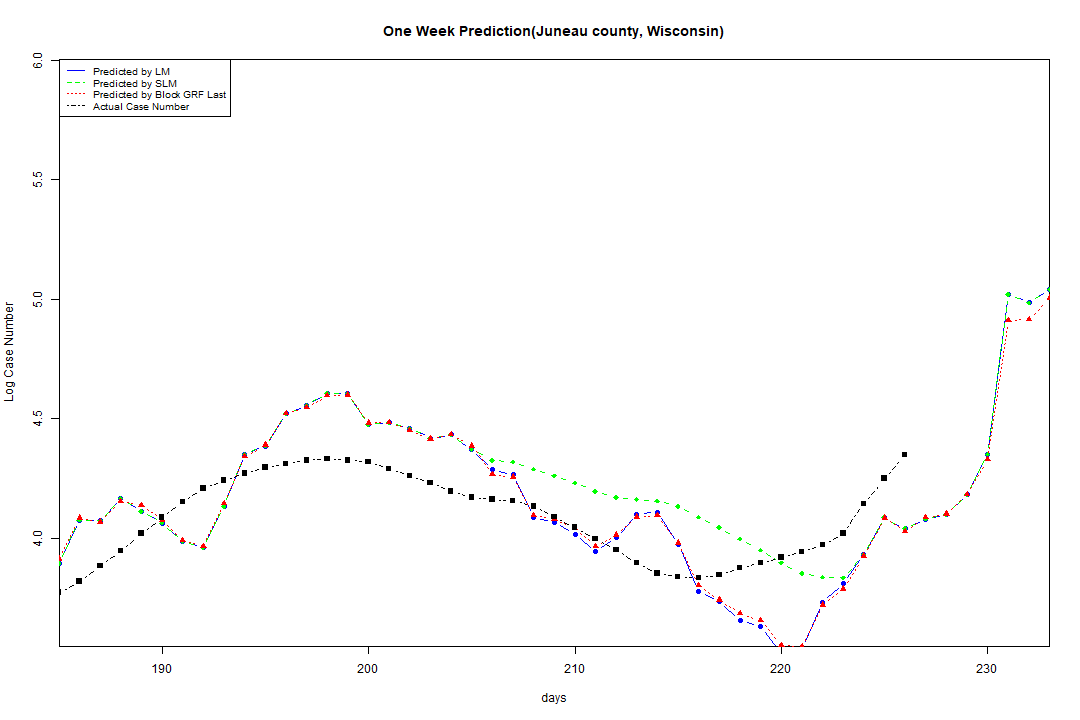 One Week Prediction(Juneau county, Wisconsin)
Predicted by LM
Predicted by SLM
Predicted by Block GRF Last
Actual Case Number
6.0
5.5
5.0
4.5
4.0
Log Case Number
190 200 210 220 230
days